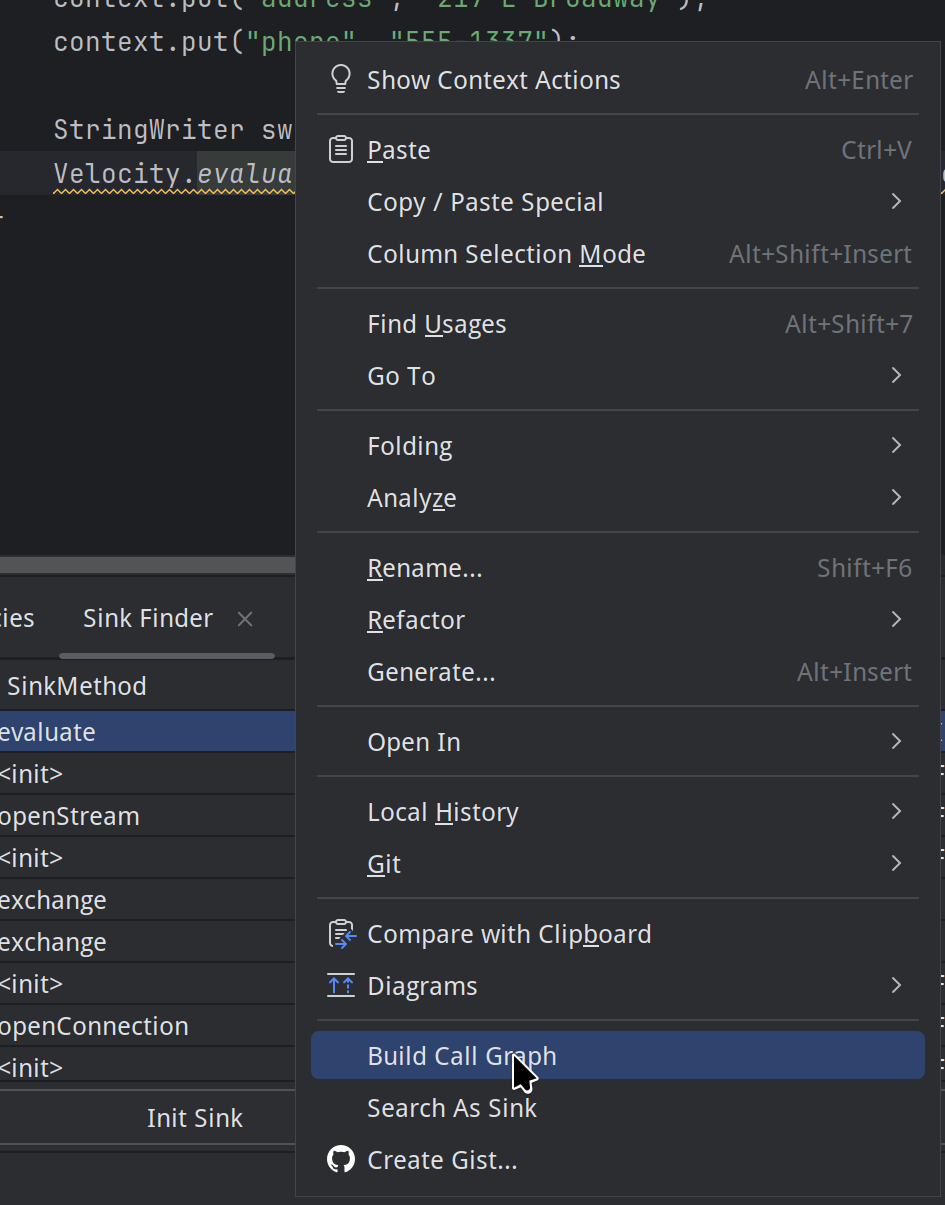 context.put("address", "217 E Broadway");
context.put("phone", "555-1337");
StringWriter sw
Velocity.evalua
Show Context Actions Alt+Enter
Paste Ctrl+V
Copy / Paste Special
Column Selection Mode Alt+Shift+Insert
Find Usages Alt+Shift+7
Go To
Folding
Analyze
Rename... Shift+F6
Refactor
Generate... Alt+Insert
Open In
Local History
Git
Compare with Clipboard
Diagrams
Build Call Graph
Search As Sink
Create Gist...
cies Sink Finder
SinkMethod
evaluate
<init>
openStream
<init>
exchange
exchange
<init>
openConnection
<init>
Init Sink